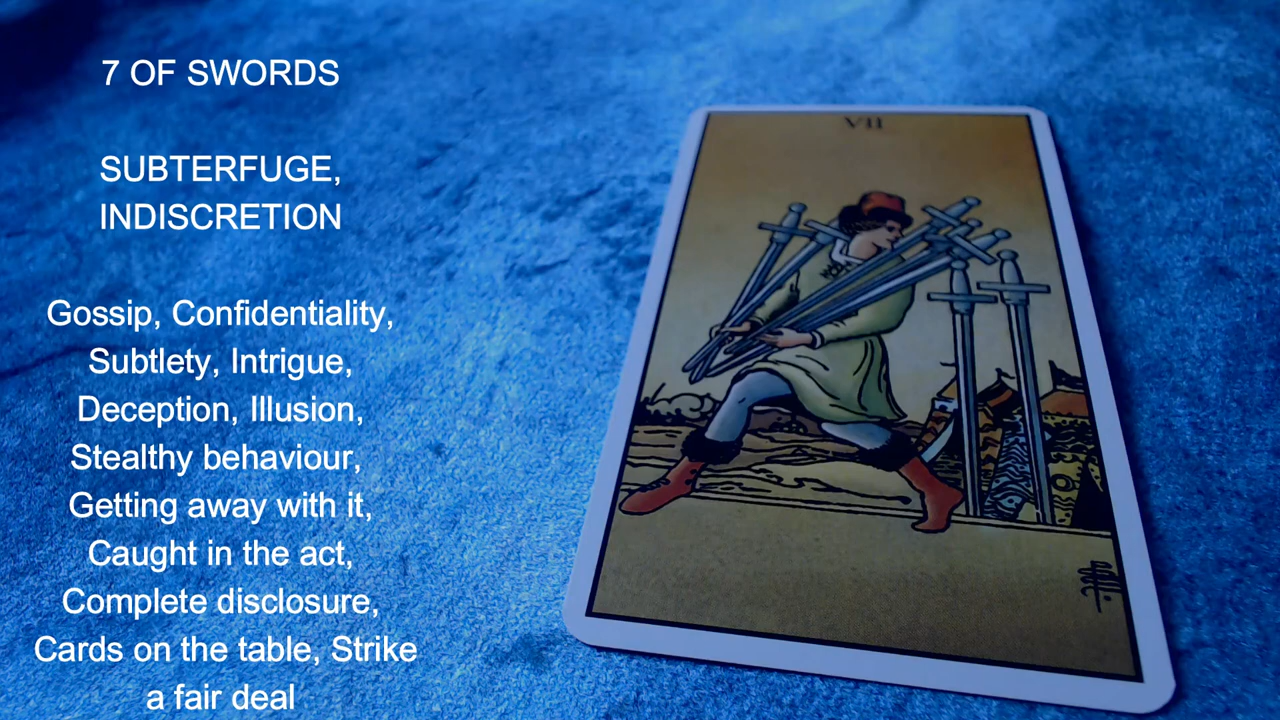 7 OF SWORDS
SUBTERFUGE,
INDISCRETION
Gossip, Confidentiality,
Subtlety, Intrigue,
Deception, Illusion,
Stealthy behaviour,
Getting away with it,
Caught in the act,
Complete disclosure,
Cards on the table, Strike
a fair deal
VII